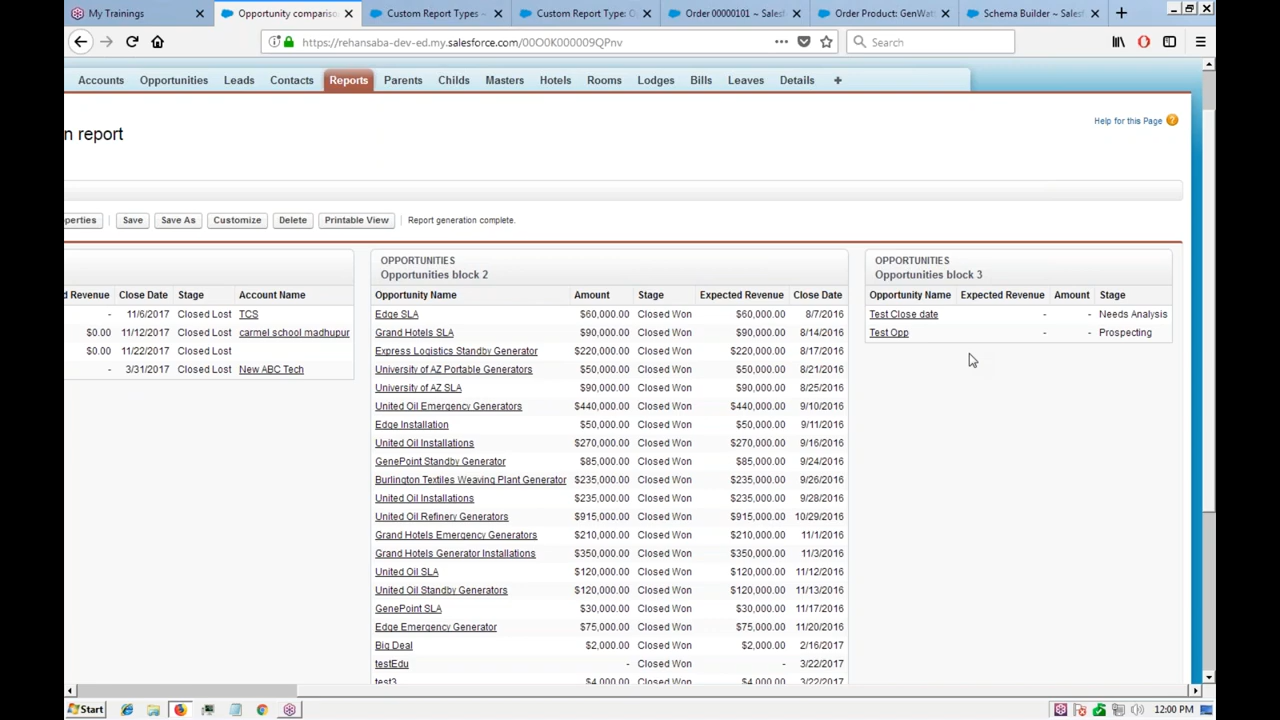 My Trainings
Opportunity compariso
Custom Report Types ~
Custom Report Type: O
Order 00000101 ~ Sales
Order Product: GenWat
Schema Builder ~ Salesf
https://rehansaba-dev-ed.my.salesforce.com/00O0K000009QPnv
Search
Accounts Opportunities Leads Contacts Reports Parents Childs Masters Hotels Rooms Lodges Bills Leaves Details +
Help for this Page ?
n report
perties Save Save As Customize Delete Printable View Report generation complete.
d Revenue Close Date Stage Account Name
- 11/6/2017 Closed Lost TCS
$0.00 11/12/2017 Closed Lost carmel school madhupur
$0.00 11/22/2017 Closed Lost
- 3/31/2017 Closed Lost New ABC Tech
OPPORTUNITIES
Opportunities block 2
Opportunity Name Amount Stage Expected Revenue Close Date
Edge SLA $60,000.00 Closed Won $60,000.00 8/7/2016
Grand Hotels SLA $90,000.00 Closed Won $90,000.00 8/14/2016
Express Logistics Standby Generator $220,000.00 Closed Won $220,000.00 8/17/2016
University of AZ Portable Generators $50,000.00 Closed Won $50,000.00 8/21/2016
University of AZ SLA $90,000.00 Closed Won $90,000.00 8/25/2016
United Oil Emergency Generators $440,000.00 Closed Won $440,000.00 9/10/2016
Edge Installation $50,000.00 Closed Won $50,000.00 9/11/2016
United Oil Installations $270,000.00 Closed Won $270,000.00 9/16/2016
GenePoint Standby Generator $85,000.00 Closed Won $85,000.00 9/24/2016
Burlington Textiles Weaving Plant Generator $235,000.00 Closed Won $235,000.00 9/26/2016
United Oil Installations $235,000.00 Closed Won $235,000.00 9/28/2016
United Oil Refinery Generators $915,000.00 Closed Won $915,000.00 10/29/2016
Grand Hotels Emergency Generators $210,000.00 Closed Won $210,000.00 11/1/2016
Grand Hotels Generator Installations $350,000.00 Closed Won $350,000.00 11/3/2016
United Oil SLA $120,000.00 Closed Won $120,000.00 11/12/2016
United Oil Standby Generators $120,000.00 Closed Won $120,000.00 11/13/2016
GenePoint SLA $30,000.00 Closed Won $30,000.00 11/17/2016
Edge Emergency Generator $75,000.00 Closed Won $75,000.00 11/20/2016
Big Deal $2,000.00 Closed Won $2,000.00 2/16/2017
testEdu - Closed Won - 3/22/2017
test3 $4,000.00 Closed Won $4,000.00 3/22/2017
OPPORTUNITIES
Opportunities block 3
Opportunity Name Expected Revenue Amount Stage
Test Close date - - Needs Analysis
Test Opp - - Prospecting
Start
12:00 PM